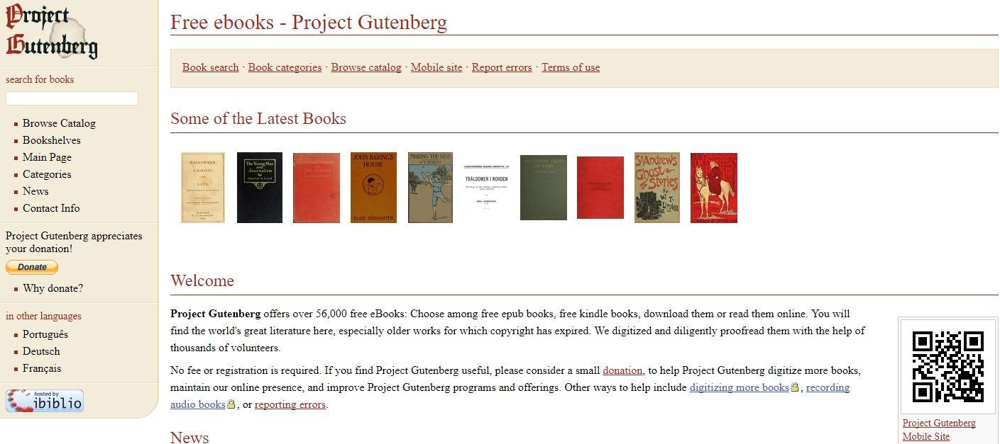 Project
Gutenberg
search for books
Browse Catalog
Bookshelves
Main Page
Categories
News
Contact Info
Project Gutenberg appreciates
your donation!
Donate
Why donate?
in other languages
Português
Deutsch
Français
hosted by
ibiblio
Free ebooks - Project Gutenberg
Book search · Book categories · Browse catalog · Mobile site · Report errors · Terms of use
Some of the Latest Books
HALLOWEEN,
The Young Man
and
Journalism
by
Chester S. Lord
JOHN BARING'S
HOUSE
ELSIE SINGMASTER
MAKING THE NINE
A·T·DUDLEY
TRÄLDOMEN I NORDEN
St Andrews
Ghost
Stories
By
W. T.
Linskill
Welcome
Project Gutenberg offers over 56,000 free eBooks: Choose among free epub books, free kindle books, download them or read them online. You will
find the world's great literature here, especially older works for which copyright has expired. We digitized and diligently proofread them with the help of
thousands of volunteers.
No fee or registration is required. If you find Project Gutenberg useful, please consider a small donation, to help Project Gutenberg digitize more books,
maintain our online presence, and improve Project Gutenberg programs and offerings. Other ways to help include digitizing more books, recording
audio books, or reporting errors.
Project Gutenberg
Mobile Site
News